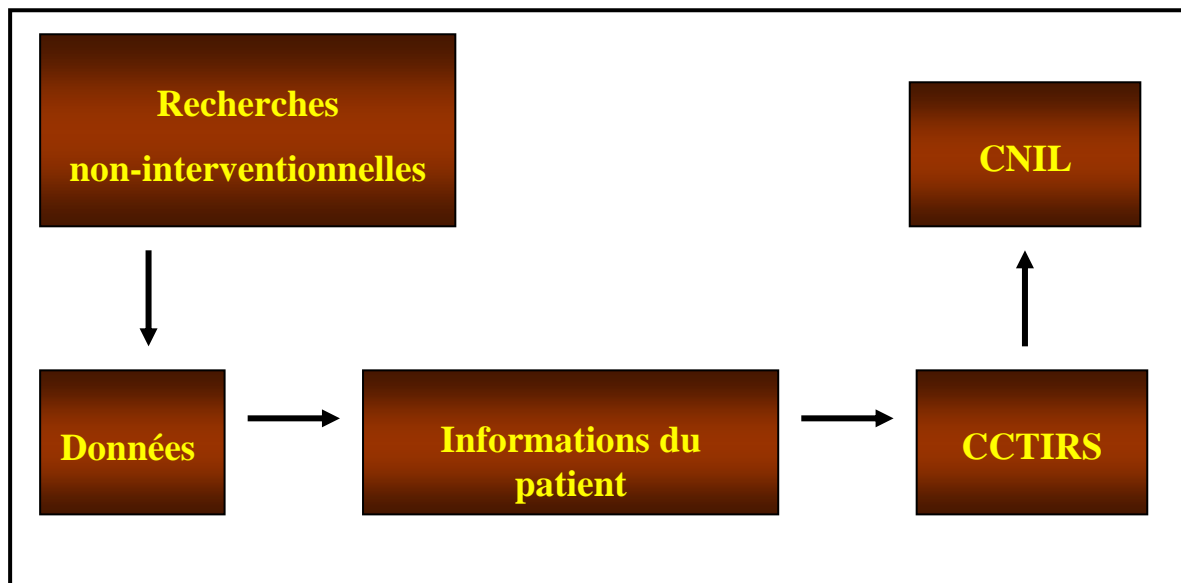 Recherches
non-interventionnelles
CNIL
Données
Informations du
patient
CCTIRS